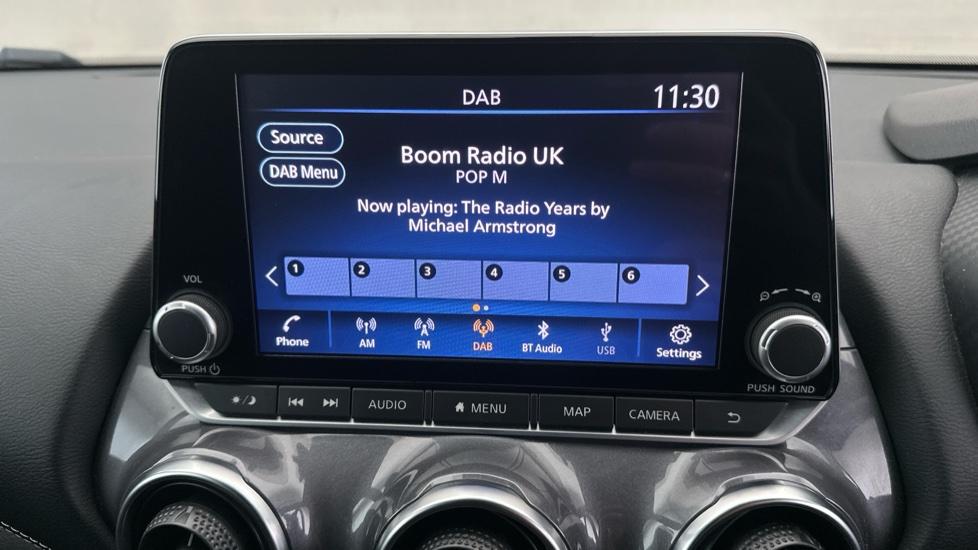 DAB 11:30
Source
Boom Radio UK
DAB Menu
POP M
Now playing: The Radio Years by
Michael Armstrong
1 2 3 4 5 6
VOL
Phone AM FM DAB BT Audio USB Settings
PUSH
PUSH SOUND
AUDIO MENU MAP CAMERA